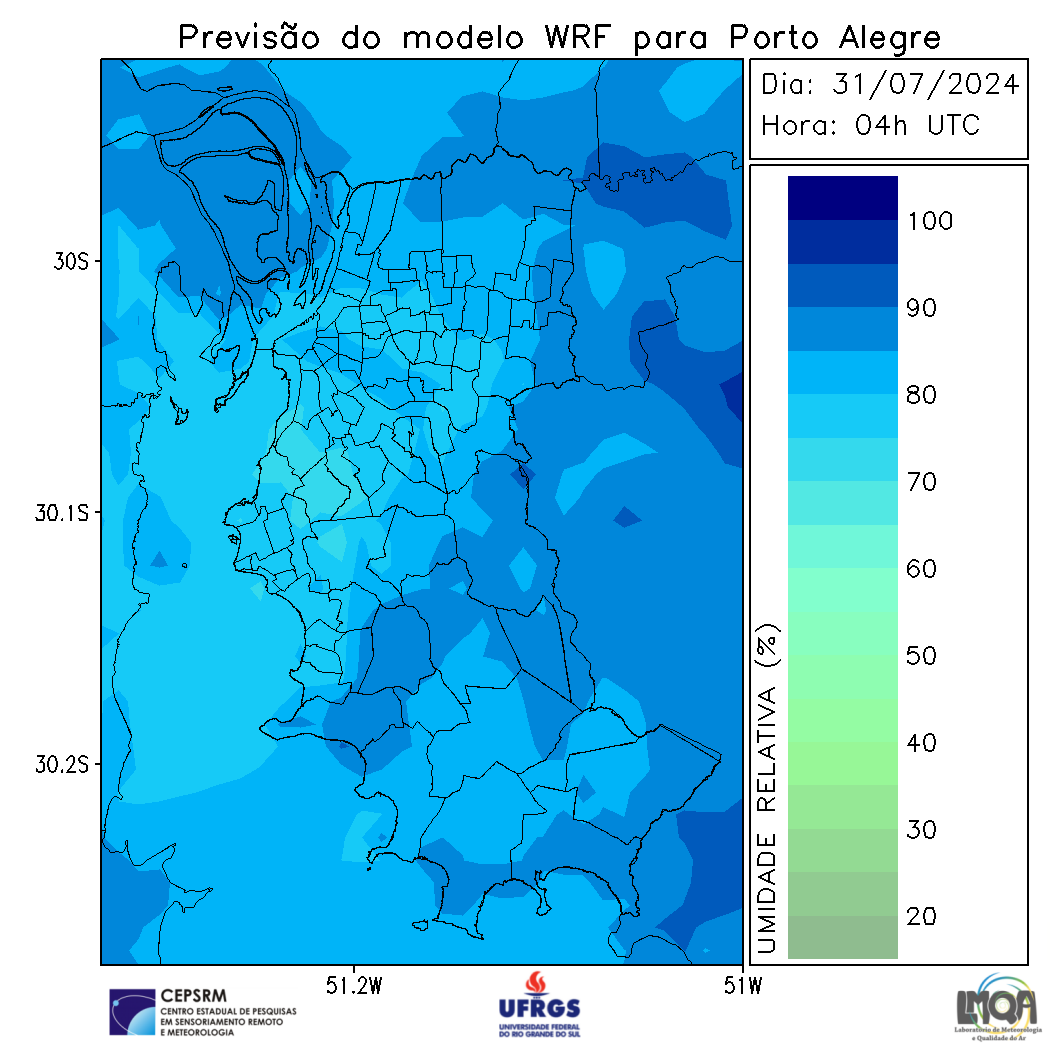 Previsão do modelo WRF para Porto Alegre
Dia: 31/07/2024
Hora: 04h UTC
30S
30.1S
30.2S
51.2W
51W
100
90
80
70
60
50
40
30
20
UMIDADE RELATIVA (%)
CEPSRM
CENTRO ESTADUAL DE PESQUISAS
EM SENSORIAMENTO REMOTO
E METEOROLOGIA
UFRGS
UNIVERSIDADE FEDERAL
DO RIO GRANDE DO SUL
LMQA
Laboratório de Meteorologia
e Qualidade do Ar